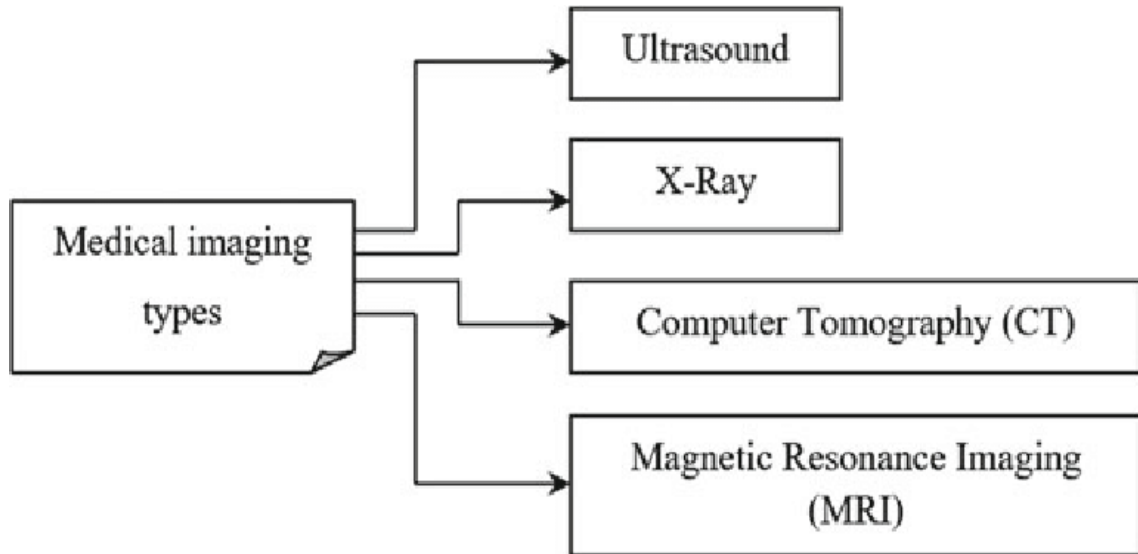 Ultrasound
X-Ray
Medical imaging
types
Computer Tomography (CT)
Magnetic Resonance Imaging
(MRI)